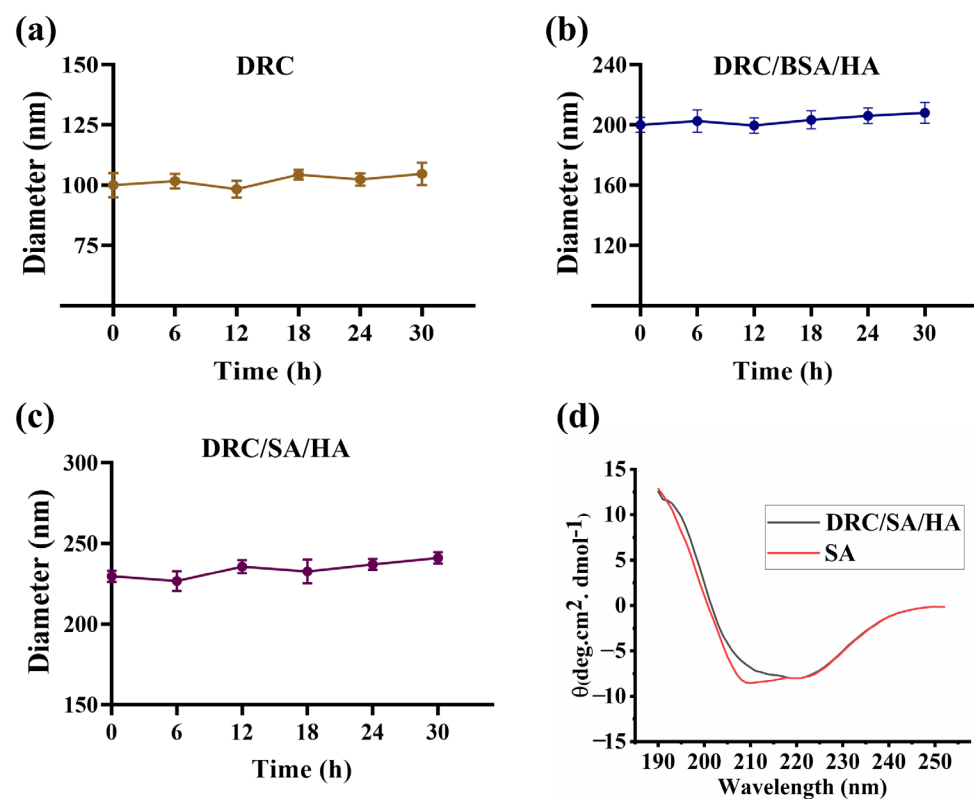 (a)
DRC
150
125
100
75
Diameter (nm)
0 6 12 18 24 30
Time (h)
(b)
DRC/BSA/HA
240
200
160
120
Diameter (nm)
0 6 12 18 24 30
Time (h)
(c)
DRC/SA/HA
300
250
200
150
Diameter (nm)
0 6 12 18 24 30
Time (h)
(d)
15
10
5
0
−5
−10
−15
θ(deg.cm². dmol⁻¹)
DRC/SA/HA
SA
190 200 210 220 230 240 250
Wavelength (nm)